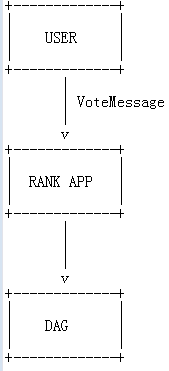 USER
VoteMessage
v
RANK APP
v
DAG